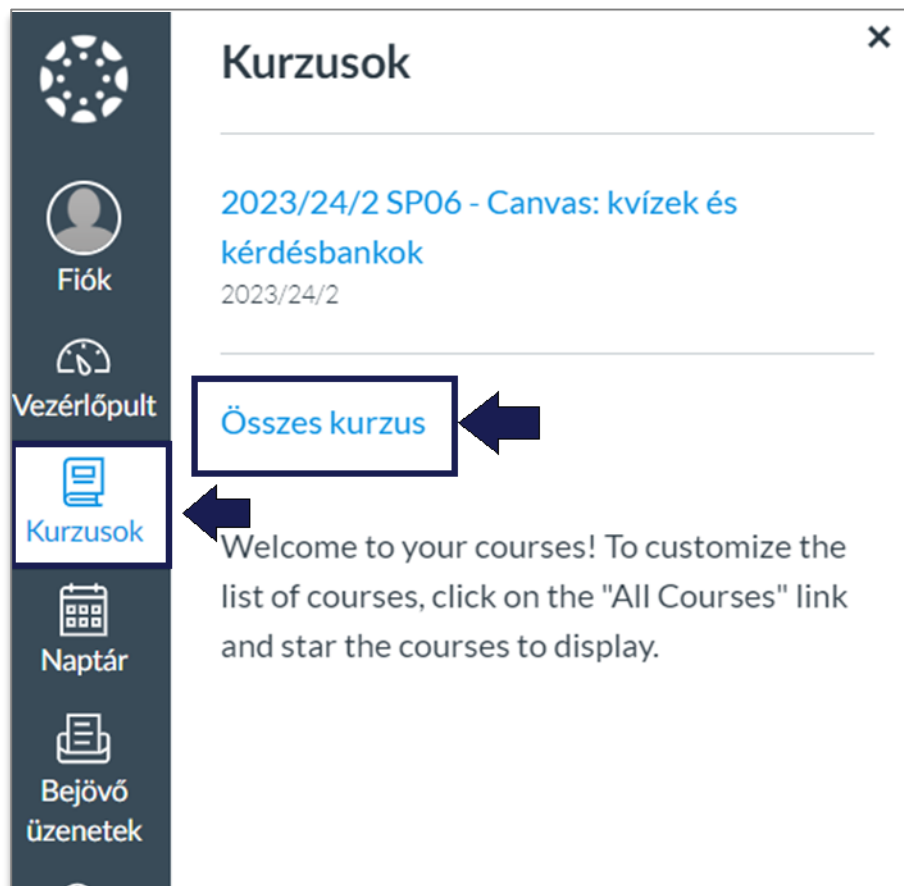 Kurzusok
2023/24/2 SP06 - Canvas: kvízek és
kérdésbankok
2023/24/2
Összes kurzus
Welcome to your courses! To customize the
list of courses, click on the "All Courses" link
and star the courses to display.
Fiók
Vezérlőpult
Kurzusok
Naptár
Bejövő
üzenetek